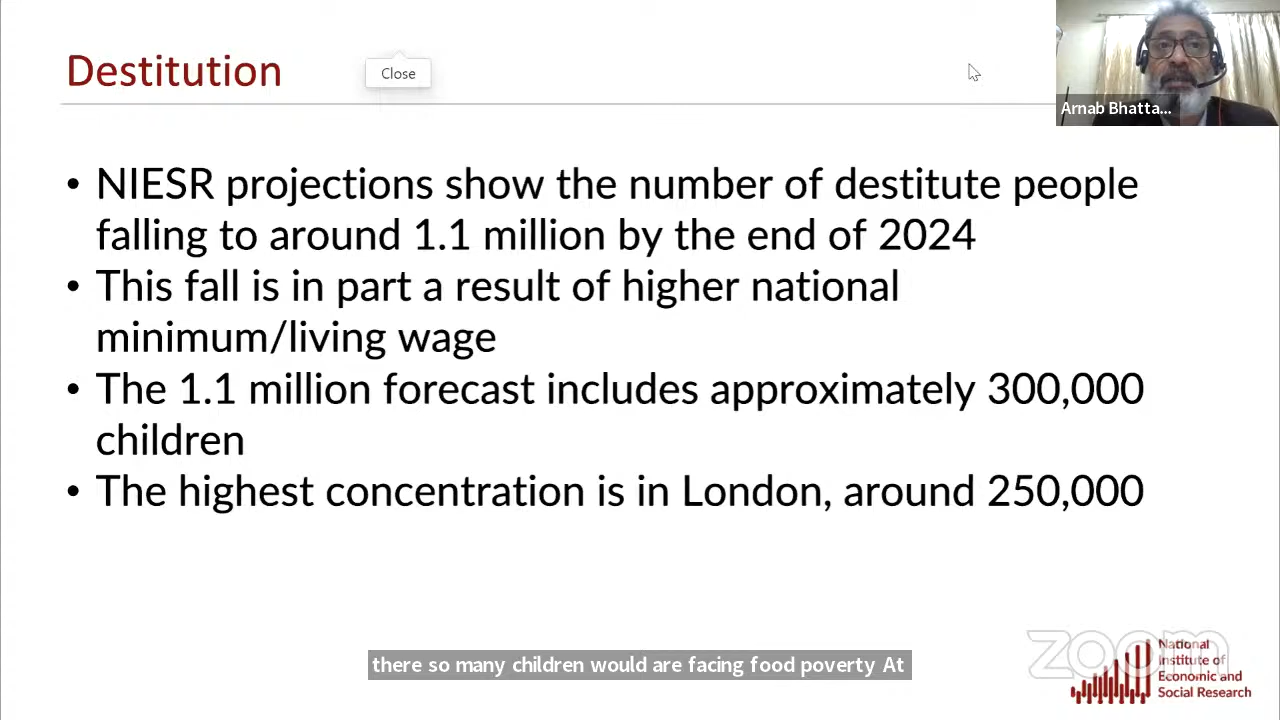 Destitution
Close
Arnab Bhatta...
• NIESR projections show the number of destitute people
falling to around 1.1 million by the end of 2024
• This fall is in part a result of higher national
minimum/living wage
• The 1.1 million forecast includes approximately 300,000
children
• The highest concentration is in London, around 250,000
there so many children would are facing food poverty At
zoom
National
Institute of
Economic and
Social Research